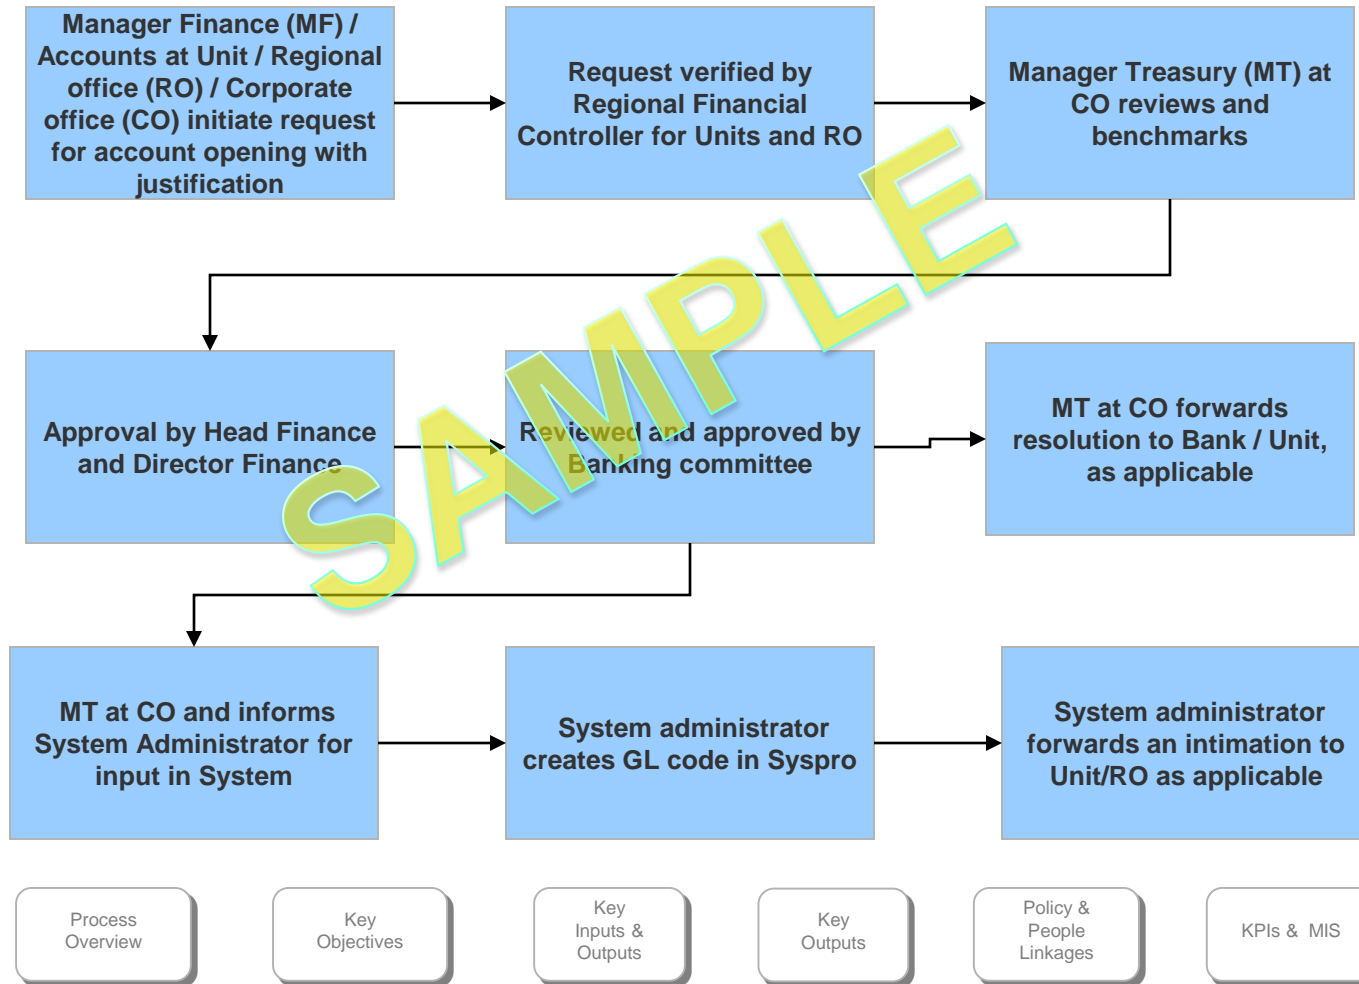 Manager Finance (MF) /
Accounts at Unit / Regional
office (RO) / Corporate
office (CO) initiate request
for account opening with
justification
Request verified by
Regional Financial
Controller for Units and RO
Manager Treasury (MT) at
CO reviews and
benchmarks
Approval by Head Finance
and Director Finance
Reviewed and approved by
Banking committee
MT at CO forwards
resolution to Bank / Unit,
as applicable
SAMPLE
MT at CO and informs
System Administrator for
input in System
System administrator
creates GL code in Syspro
System administrator
forwards an intimation to
Unit/RO as applicable
Process
Overview
Key
Objectives
Key
Inputs &
Outputs
Key
Outputs
Policy &
People
Linkages
KPIs & MIS